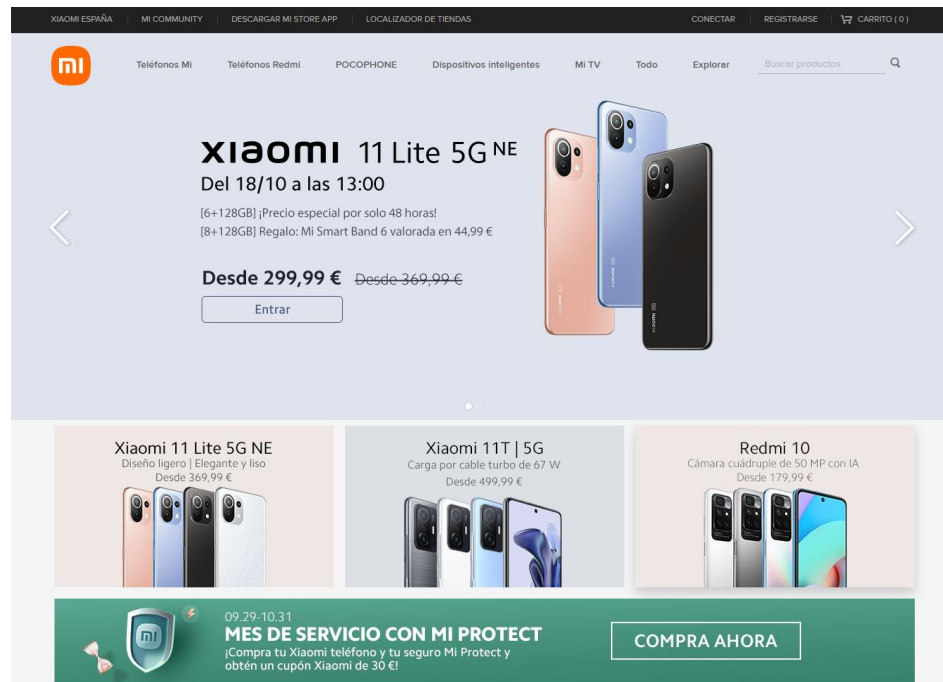 XIAOMI ESPAÑA MI COMMUNITY DESCARGAR MI STORE APP LOCALIZADOR DE TIENDAS CONECTAR REGISTRARSE CARRITO ( 0 )
mi Teléfonos Mi Teléfonos Redmi POCOPHONE Dispositivos inteligentes Mi TV Todo Explorar Buscar productos
xiaomi 11 Lite 5G NE
Del 18/10 a las 13:00
[6+128GB] ¡Precio especial por solo 48 horas!
[8+128GB] Regalo: Mi Smart Band 6 valorada en 44,99 €
Desde 299,99 € Desde 369,99 €
Entrar
Xiaomi 11 Lite 5G NE
Diseño ligero | Elegante y liso
Desde 369,99 €
Xiaomi 11T | 5G
Carga por cable turbo de 67 W
Desde 499,99 €
Redmi 10
Cámara cuádruple de 50 MP con IA
Desde 179,99 €
mi
09.29-10.31
MES DE SERVICIO CON MI PROTECT
¡Compra tu Xiaomi teléfono y tu seguro Mi Protect y
obtén un cupón Xiaomi de 30 €!
COMPRA AHORA